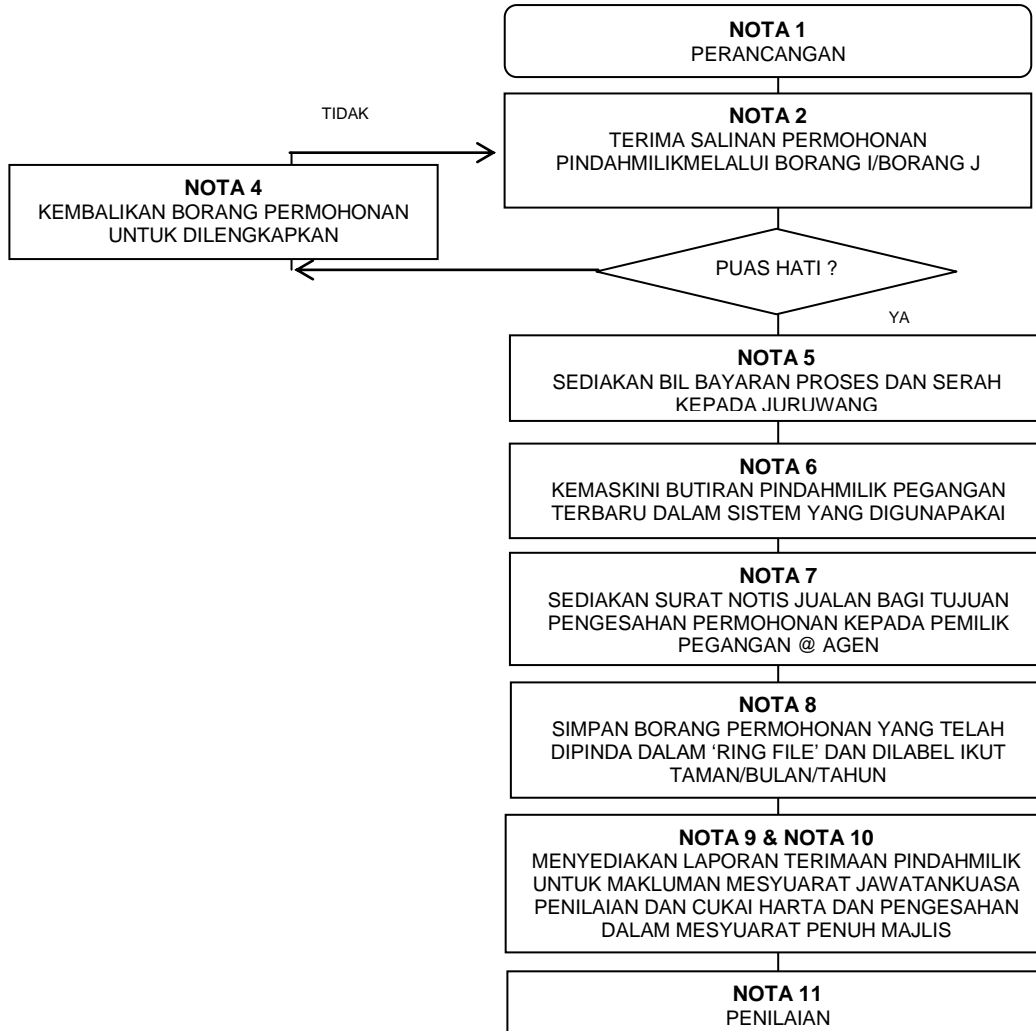 NOTA 1
PERANCANGAN
TIDAK
NOTA 2
TERIMA SALINAN PERMOHONAN
PINDAHMILIKMELALUI BORANG I/BORANG J
NOTA 4
KEMBALIKAN BORANG PERMOHONAN
UNTUK DILENGKAPKAN
PUAS HATI ?
YA
NOTA 5
SEDIAKAN BIL BAYARAN PROSES DAN SERAH
KEPADA JURUWANG
NOTA 6
KEMASKINI BUTIRAN PINDAHMILIK PEGANGAN
TERBARU DALAM SISTEM YANG DIGUNAPAKAI
NOTA 7
SEDIAKAN SURAT NOTIS JUALAN BAGI TUJUAN
PENGESAHAN PERMOHONAN KEPADA PEMILIK
PEGANGAN @ AGEN
NOTA 8
SIMPAN BORANG PERMOHONAN YANG TELAH
DIPINDA DALAM ‘RING FILE’ DAN DILABEL IKUT
TAMAN/BULAN/TAHUN
NOTA 9 & NOTA 10
MENYEDIAKAN LAPORAN TERIMAAN PINDAHMILIK
UNTUK MAKLUMAN MESYUARAT JAWATANKUASA
PENILAIAN DAN CUKAI HARTA DAN PENGESAHAN
DALAM MESYUARAT PENUH MAJLIS
NOTA 11
PENILAIAN